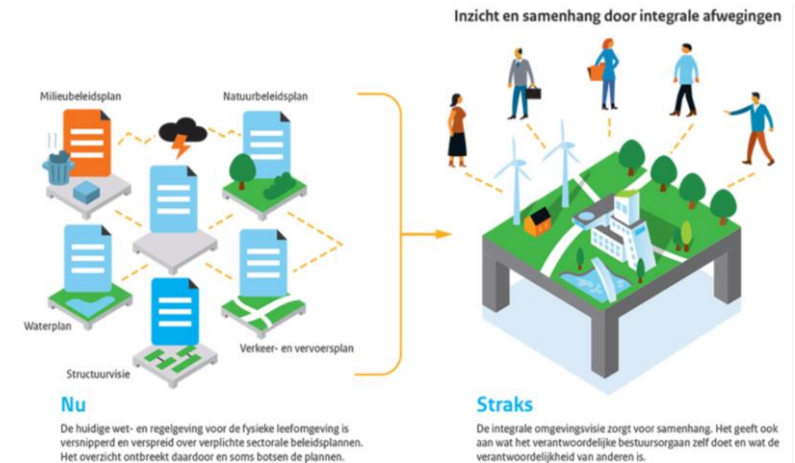 Inzicht en samenhang door integrale afwegingen
Milieubeleidsplan
Natuurbeleidsplan
Waterplan
Verkeer- en vervoersplan
Structuurvisie
Nu
De huidige wet- en regelgeving voor de fysieke leefomgeving is
versnipperd en verspreid over verplichte sectorale beleidsplannen.
Het overzicht ontbreekt daardoor en soms botsen de plannen.
Straks
De integrale omgevingsvisie zorgt voor samenhang. Het geeft ook
aan wat het verantwoordelijke bestuursorgaan zelf doet en wat de
verantwoordelijkheid van anderen is.